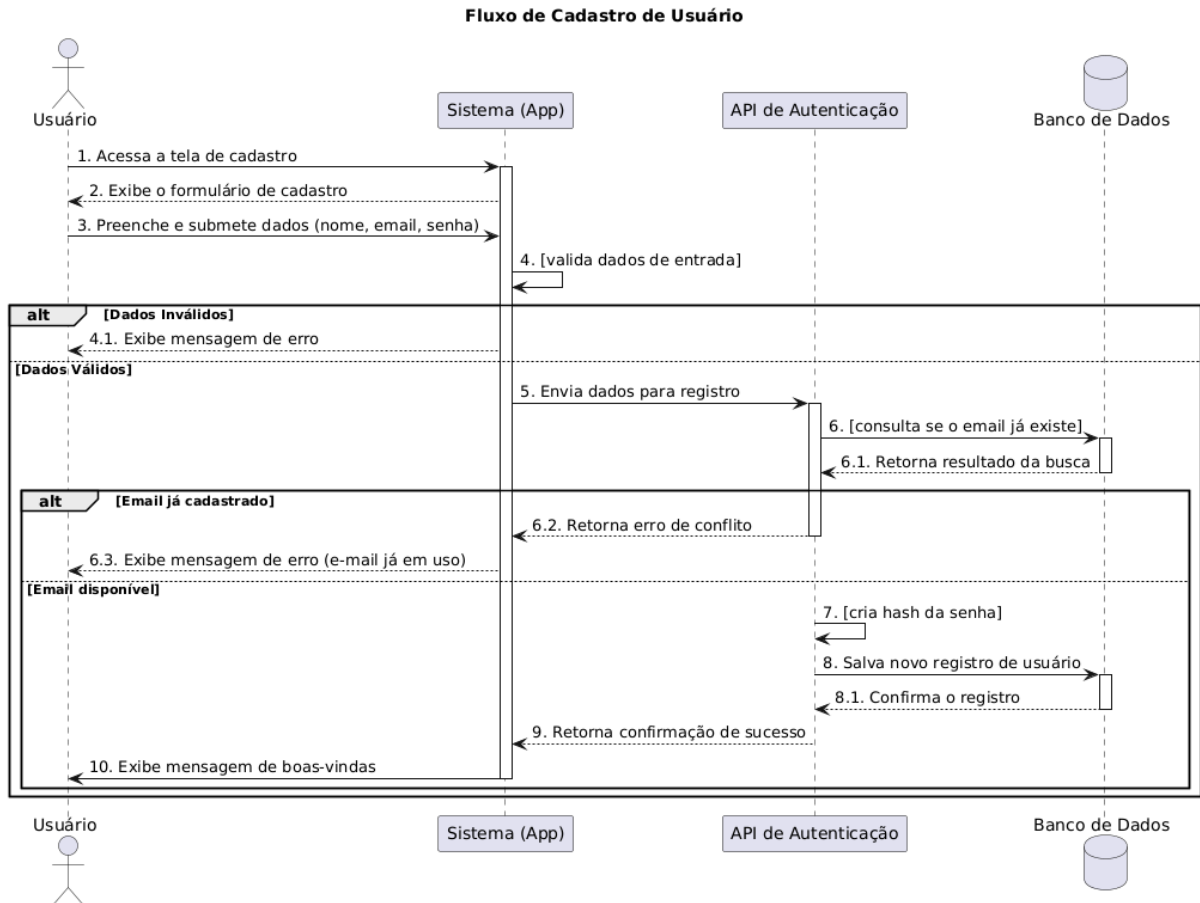 Fluxo de Cadastro de Usuário
Usuário
Sistema (App)
API de Autenticação
Banco de Dados
1. Acessa a tela de cadastro
2. Exibe o formulário de cadastro
3. Preenche e submete dados (nome, email, senha)
4. [valida dados de entrada]
alt [Dados Inválidos]
4.1. Exibe mensagem de erro
[Dados Válidos]
5. Envia dados para registro
6. [consulta se o email já existe]
6.1. Retorna resultado da busca
alt [Email já cadastrado]
6.2. Retorna erro de conflito
6.3. Exibe mensagem de erro (e-mail já em uso)
[Email disponível]
7. [cria hash da senha]
8. Salva novo registro de usuário
8.1. Confirma o registro
9. Retorna confirmação de sucesso
10. Exibe mensagem de boas-vindas
Usuário
Sistema (App)
API de Autenticação
Banco de Dados